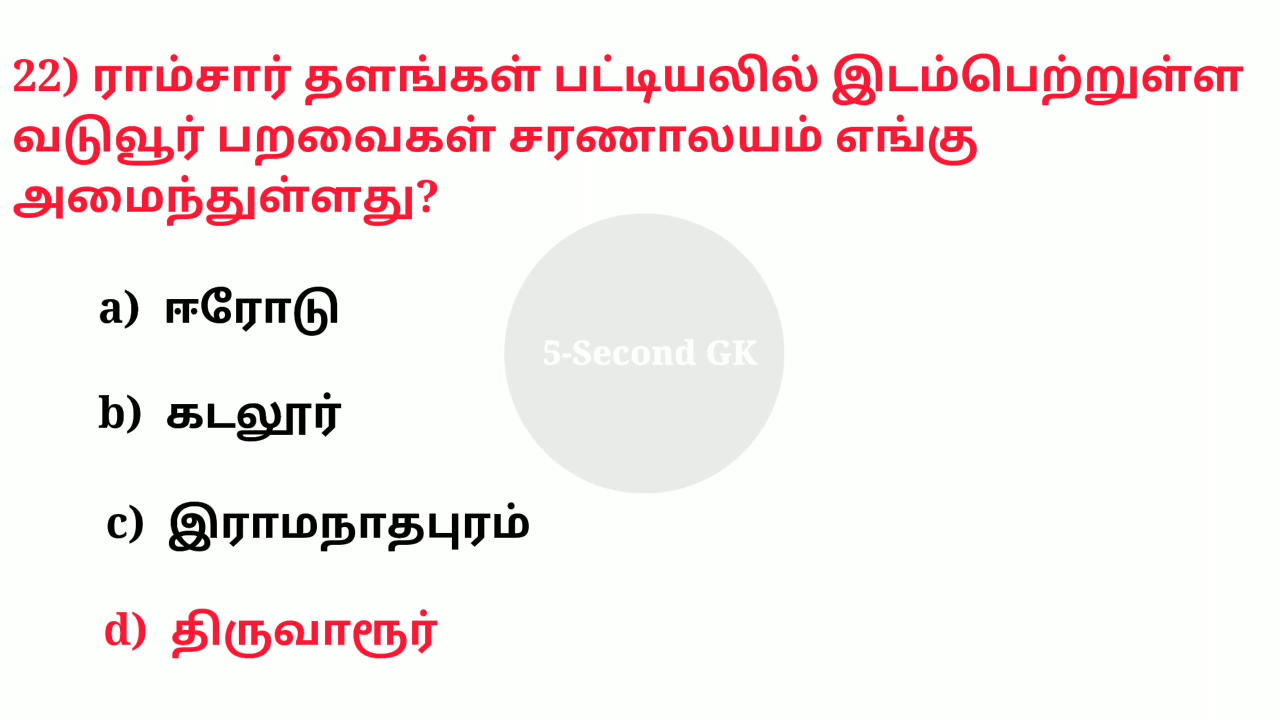 22) ராம்சார் தளங்கள் பட்டியலில் இடம்பெற்றுள்ள
வடுவூர் பறவைகள் சரணாலயம் எங்கு
அமைந்துள்ளது?
a) ஈரோடு
5-Second GK
b) கடலூர்
c) இராமநாதபுரம்
d) திருவாரூர்